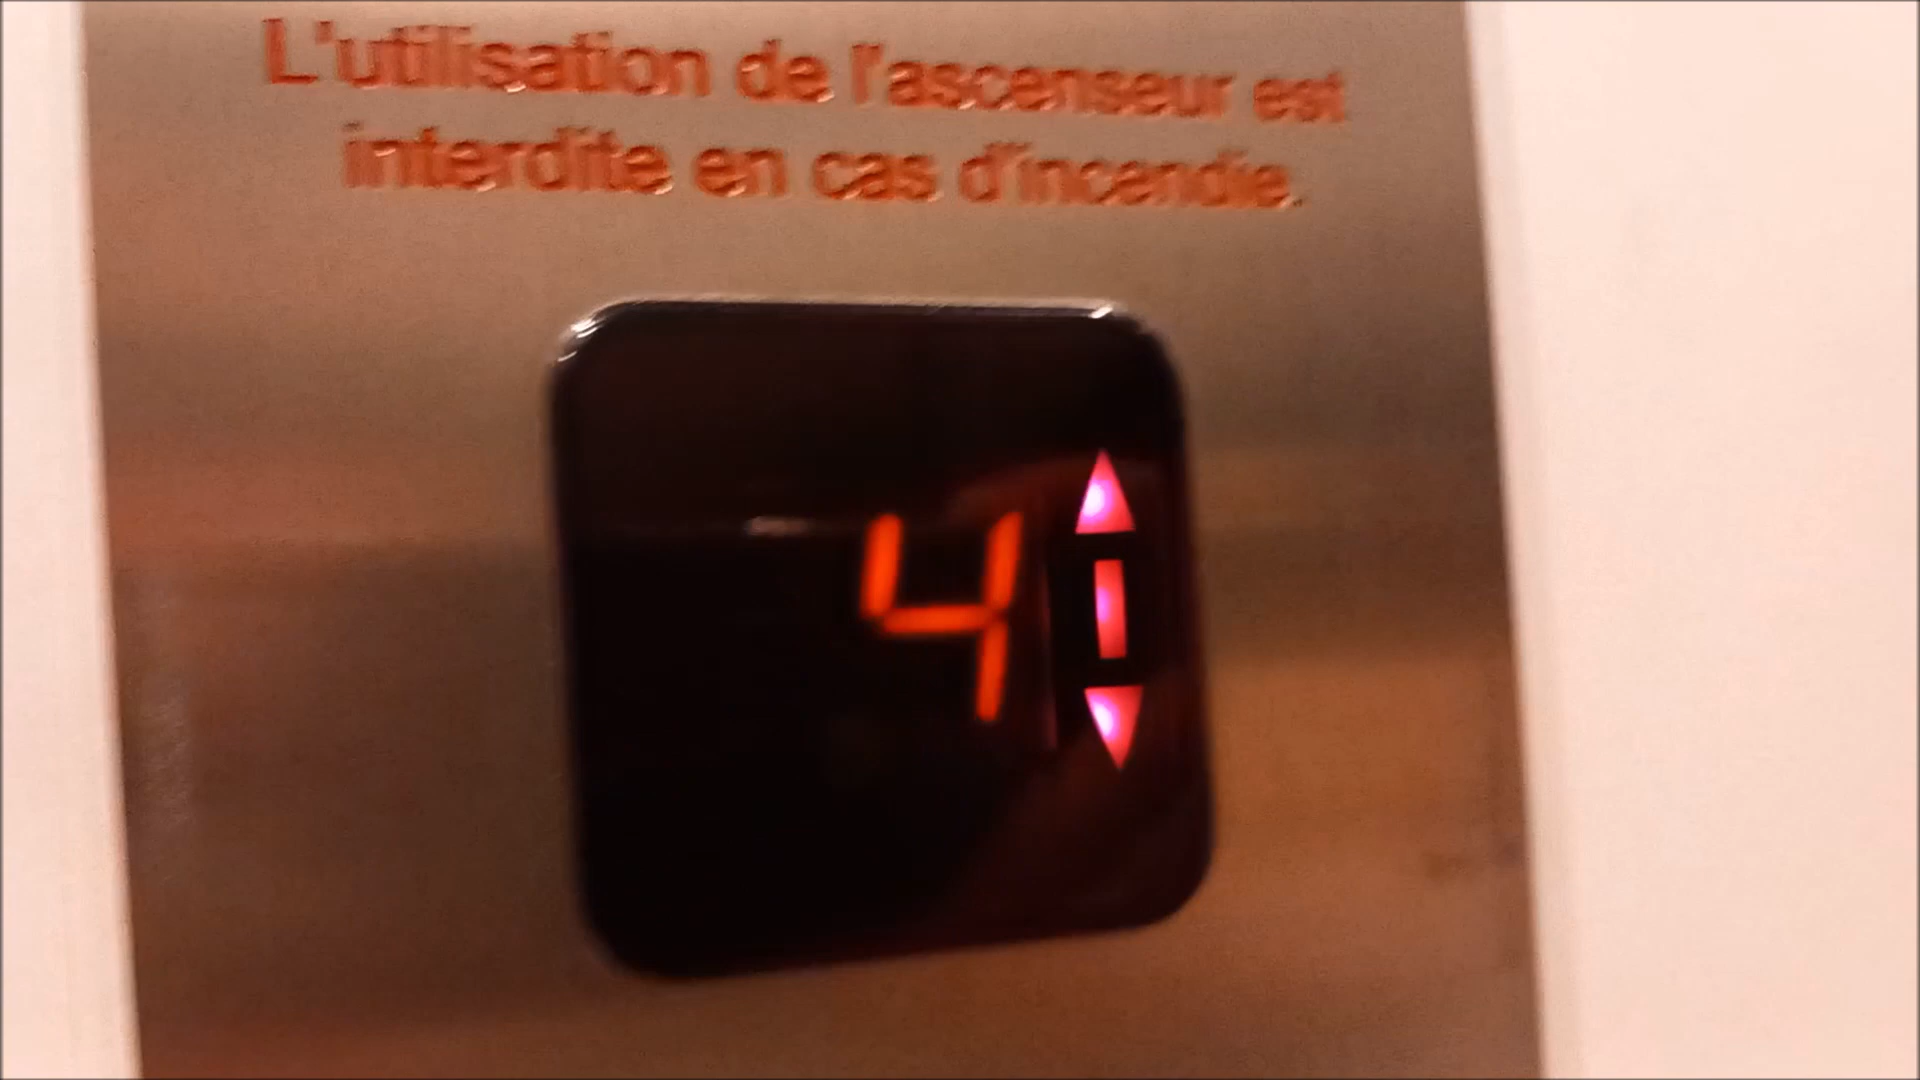 L'utilisation de l'ascenseur est
interdite en cas d'incendie.
4